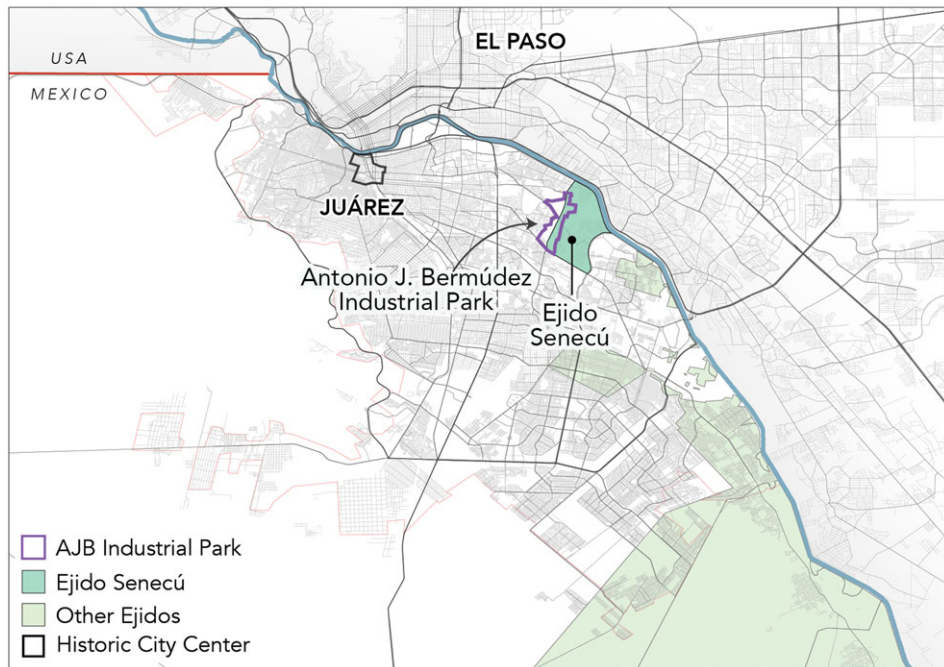 EL PASO
USA
MEXICO
JUÁREZ
Antonio J. Bermúdez
Industrial Park
Ejido
Senecú
AJB Industrial Park
Ejido Senecú
Other Ejidos
Historic City Center